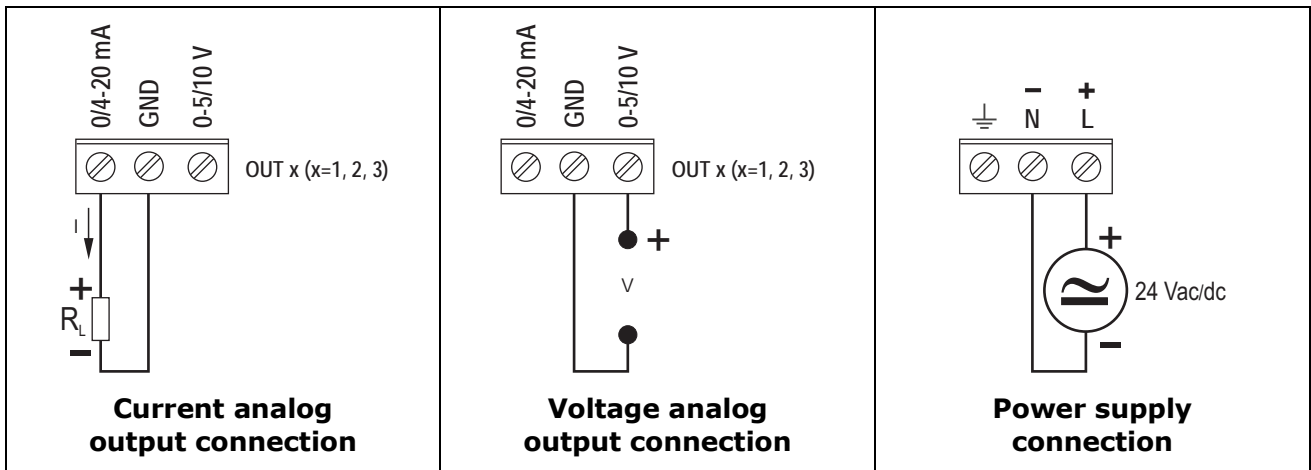 0/4-20 mA
GND
0-5/10 V
OUT x (x=1, 2, 3)
I
+
RL
−
Current analog
output connection
0/4-20 mA
GND
0-5/10 V
OUT x (x=1, 2, 3)
+
V
Voltage analog
output connection
− +
N L
+
24 Vac/dc
−
Power supply
connection